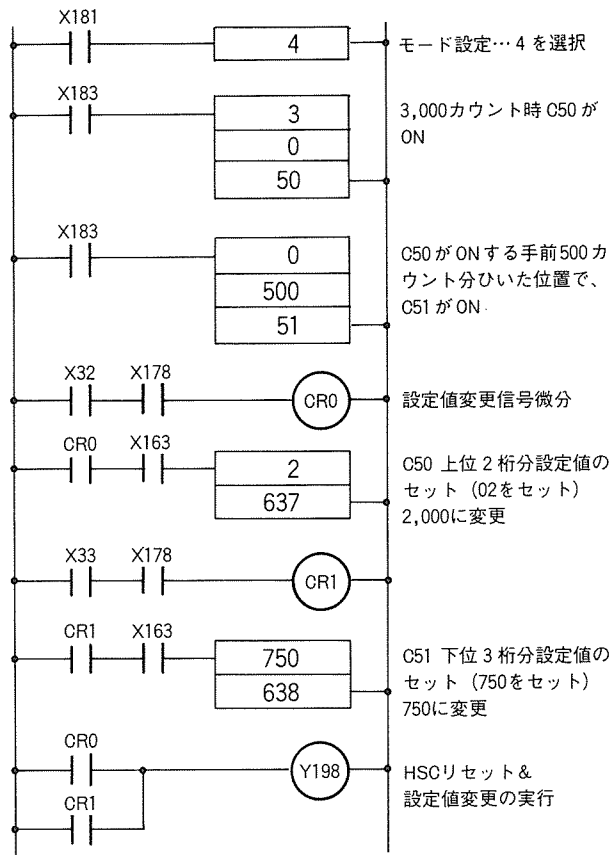 X181
4
モード設定…4を選択
X183
3
0
50
3,000カウント時C50が
ON
X183
0
500
51
C50がONする手前500カ
ウント分ひいた位置で、
C51がON
X32 X178
CR0
設定値変更信号微分
CR0 X163
2
637
C50 上位2桁分設定値の
セット（02をセット）
2,000に変更
X33 X178
CR1
CR1 X163
750
638
C51 下位3桁分設定値の
セット（750をセット）
750に変更
CR0
Y198
HSCリセット＆
設定値変更の実行
CR1